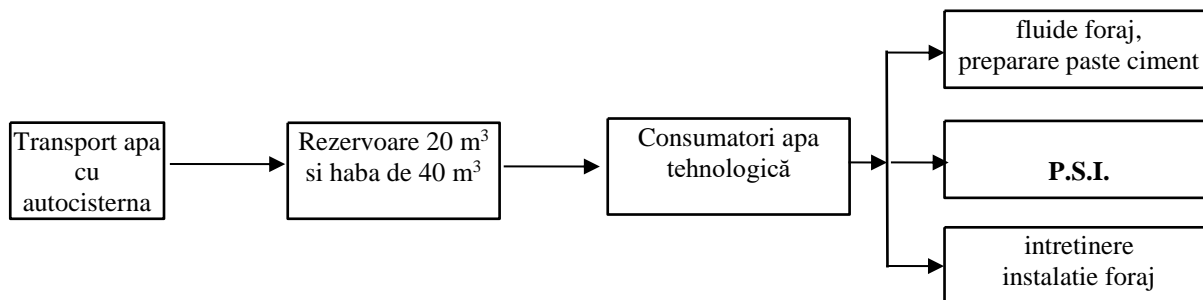 Transport apa
cu
autocisterna
Rezervoare 20 m³
si haba de 40 m³
Consumatori apa
tehnologică
fluide foraj,
preparare paste ciment
P.S.I.
intretinere
instalatie foraj